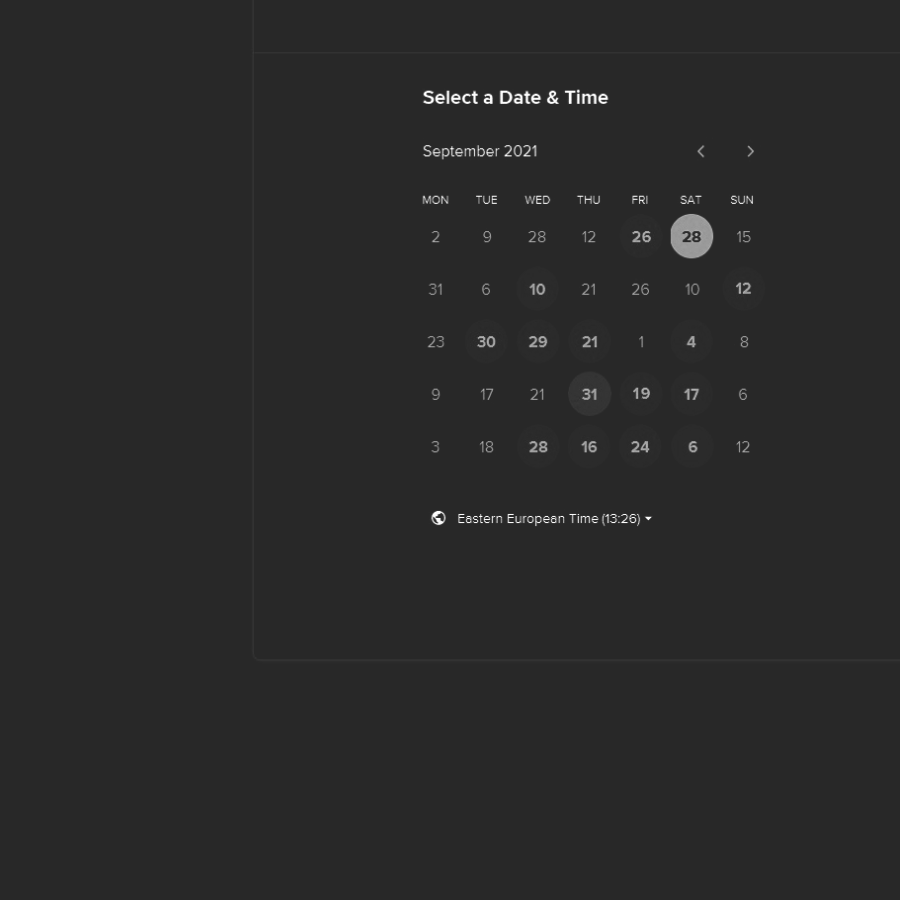 Select a Date & Time
September 2021
MON TUE WED THU FRI SAT SUN
2 9 28 12 26 28 15
31 6 10 21 26 10 12
23 30 29 21 1 4 8
9 17 21 31 19 17 6
3 18 28 16 24 6 12
Eastern European Time (13:26)